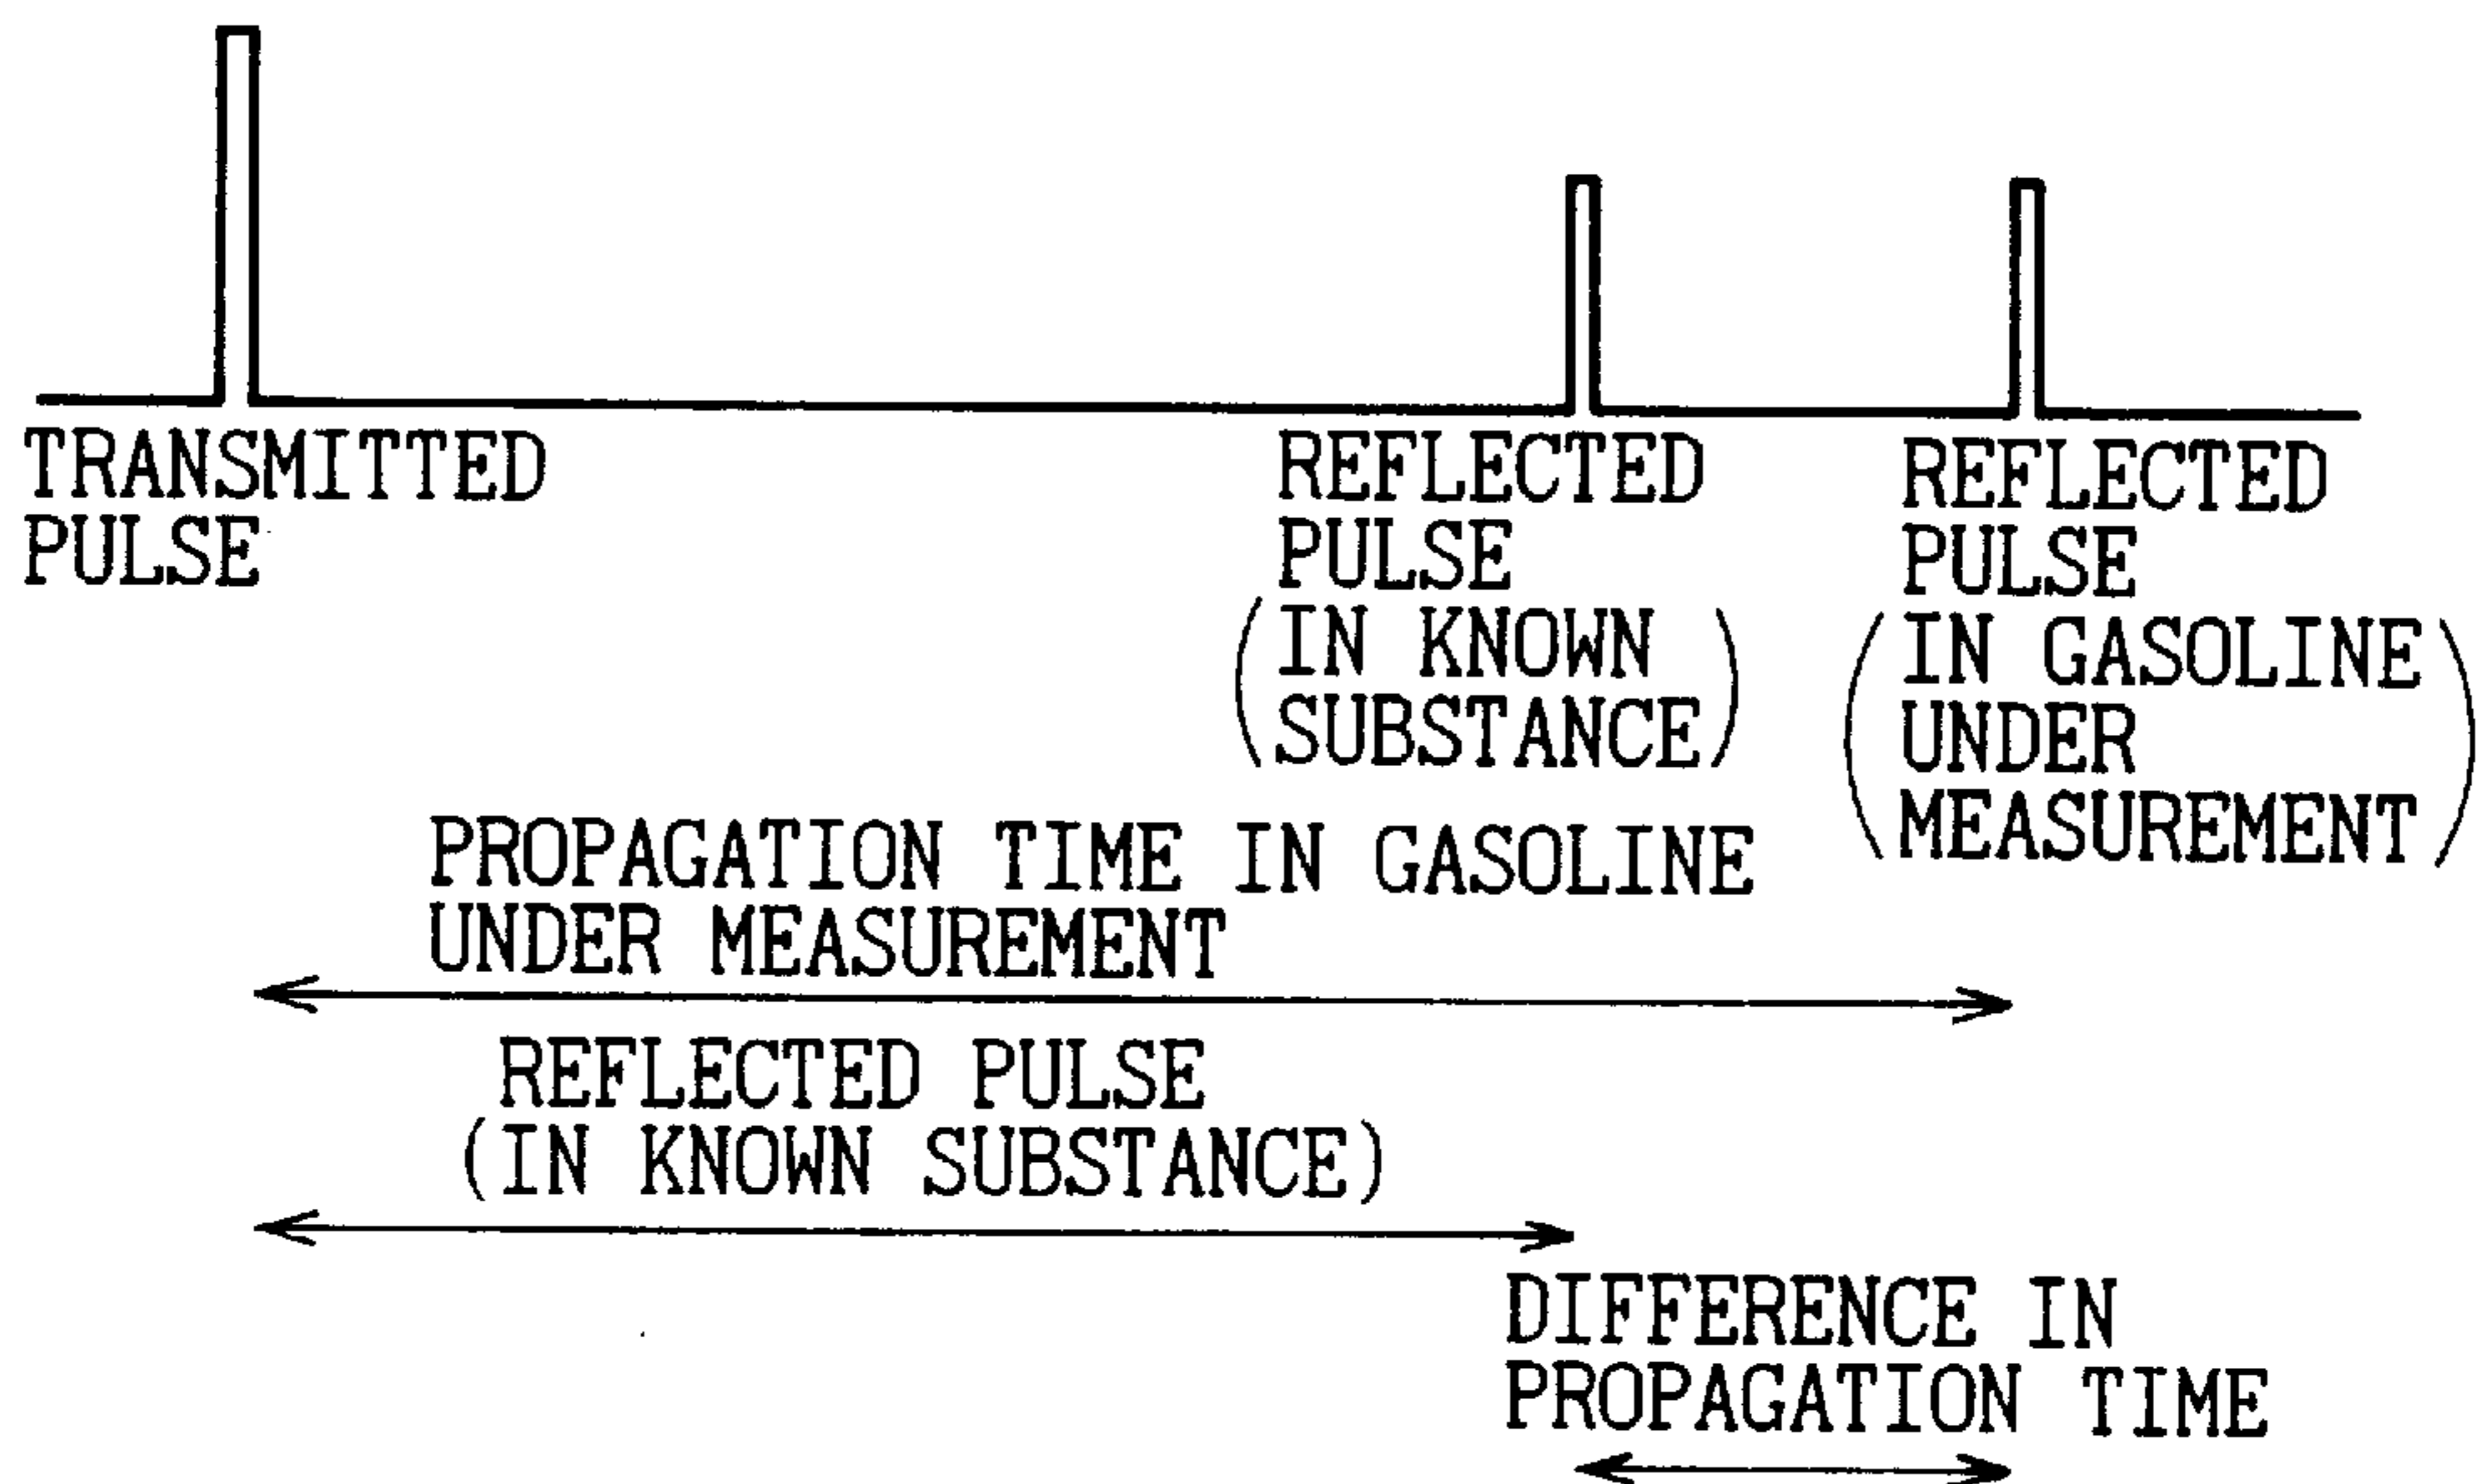 TRANSMITTED
PULSE
REFLECTED
PULSE
(IN KNOWN
SUBSTANCE)
REFLECTED
PULSE
(IN GASOLINE
UNDER
MEASUREMENT)
PROPAGATION TIME IN GASOLINE
UNDER MEASUREMENT
REFLECTED PULSE
(IN KNOWN SUBSTANCE)
DIFFERENCE IN
PROPAGATION TIME